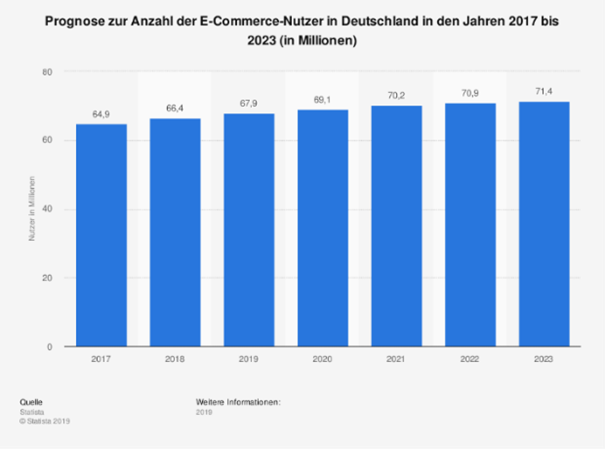 Prognose zur Anzahl der E-Commerce-Nutzer in Deutschland in den Jahren 2017 bis
2023 (in Millionen)
Nutzer in Millionen
80
60
40
20
0
64,9
66,4
67,9
69,1
70,2
70,9
71,4
2017
2018
2019
2020
2021
2022
2023
Quelle
Statista
© Statista 2019
Weitere Informationen:
2019